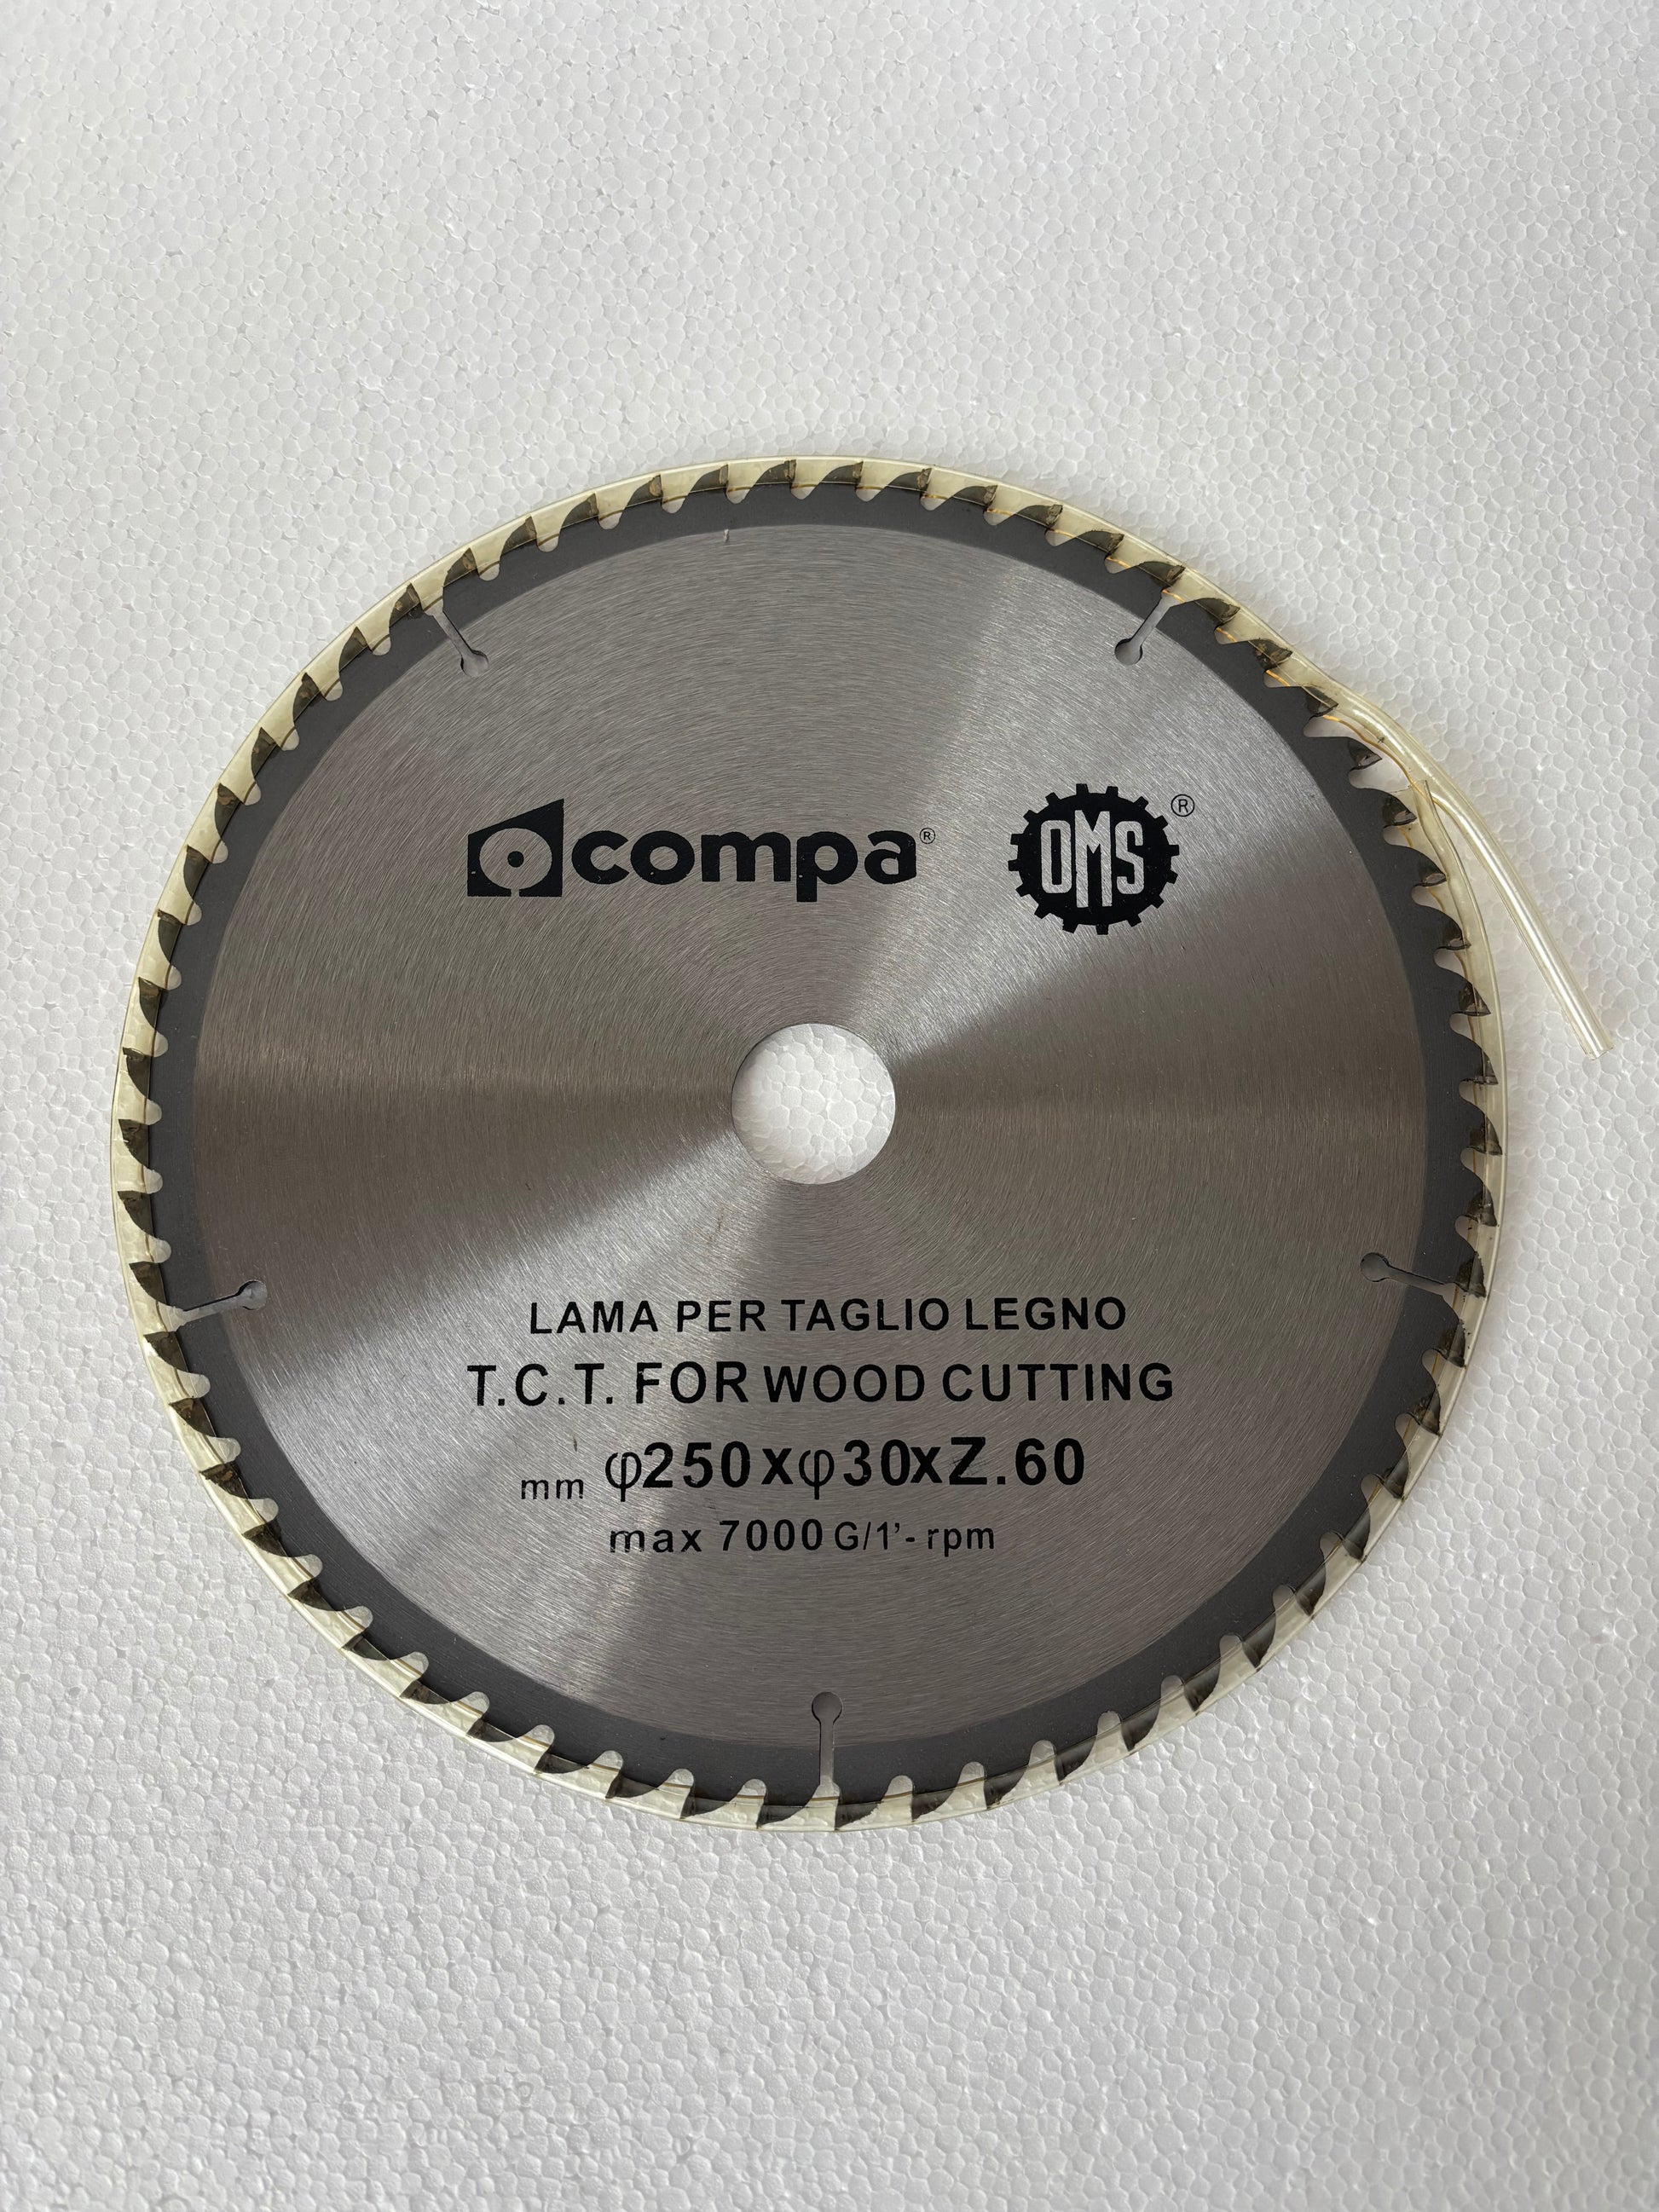 compa® OMS®
LAMA PER TAGLIO LEGNO
T.C.T. FOR WOOD CUTTING
mm φ250xφ30xZ.60
max 7000 G/1'- rpm